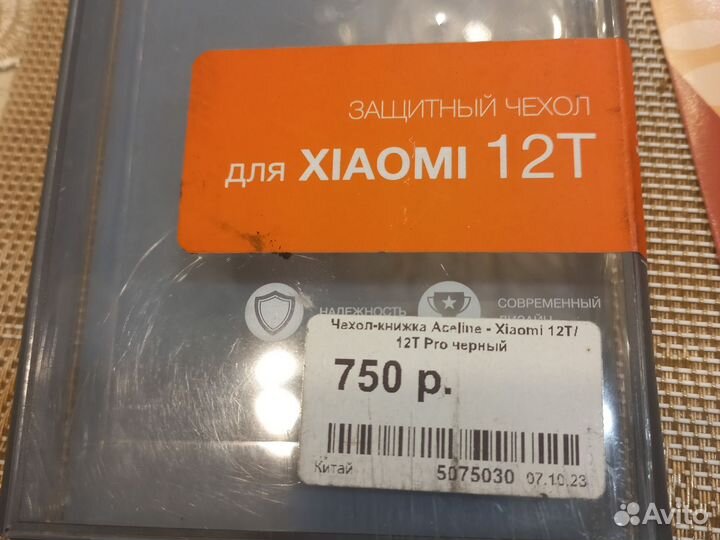 ЗАЩИТНЫЙ ЧЕХОЛ
для XIAOMI 12T
НАДЕЖНОСТЬ
СОВРЕМЕННЫЙ
ДИЗАЙН
Чехол-книжка Aceline - Xiaomi 12T/
12T Pro черный
750 р.
Китай
5075030 07.10.23
Avito